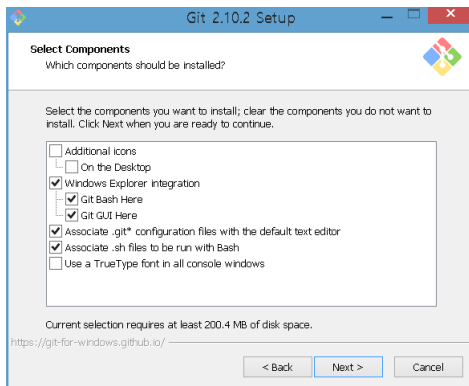 Git 2.10.2 Setup
Select Components
Which components should be installed?
Select the components you want to install; clear the components you do not want to
install. Click Next when you are ready to continue.
Additional icons
On the Desktop
Windows Explorer integration
Git Bash Here
Git GUI Here
Associate .git* configuration files with the default text editor
Associate .sh files to be run with Bash
Use a TrueType font in all console windows
Current selection requires at least 200.4 MB of disk space.
https://git-for-windows.github.io/
< Back Next > Cancel